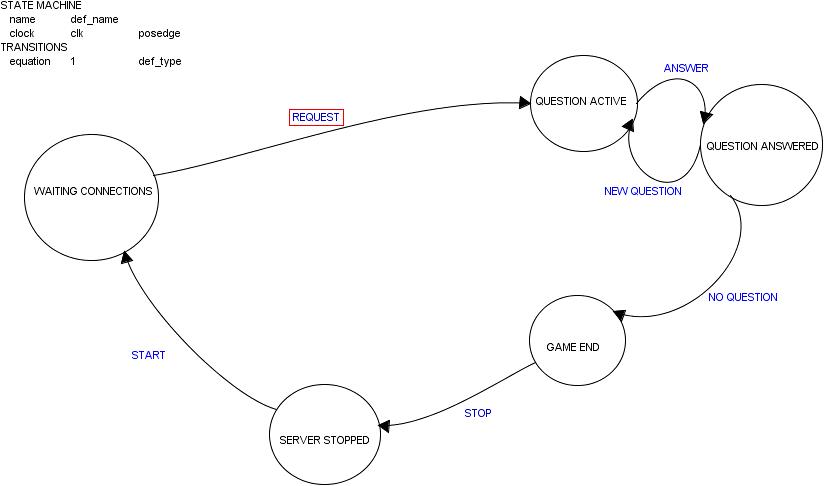 STATE MACHINE
name def_name
clock clk posedge
TRANSITIONS
equation 1 def_type
ANSWER
QUESTION ACTIVE
REQUEST
QUESTION ANSWERED
WAITING CONNECTIONS
NEW QUESTION
NO QUESTION
GAME END
START
STOP
SERVER STOPPED